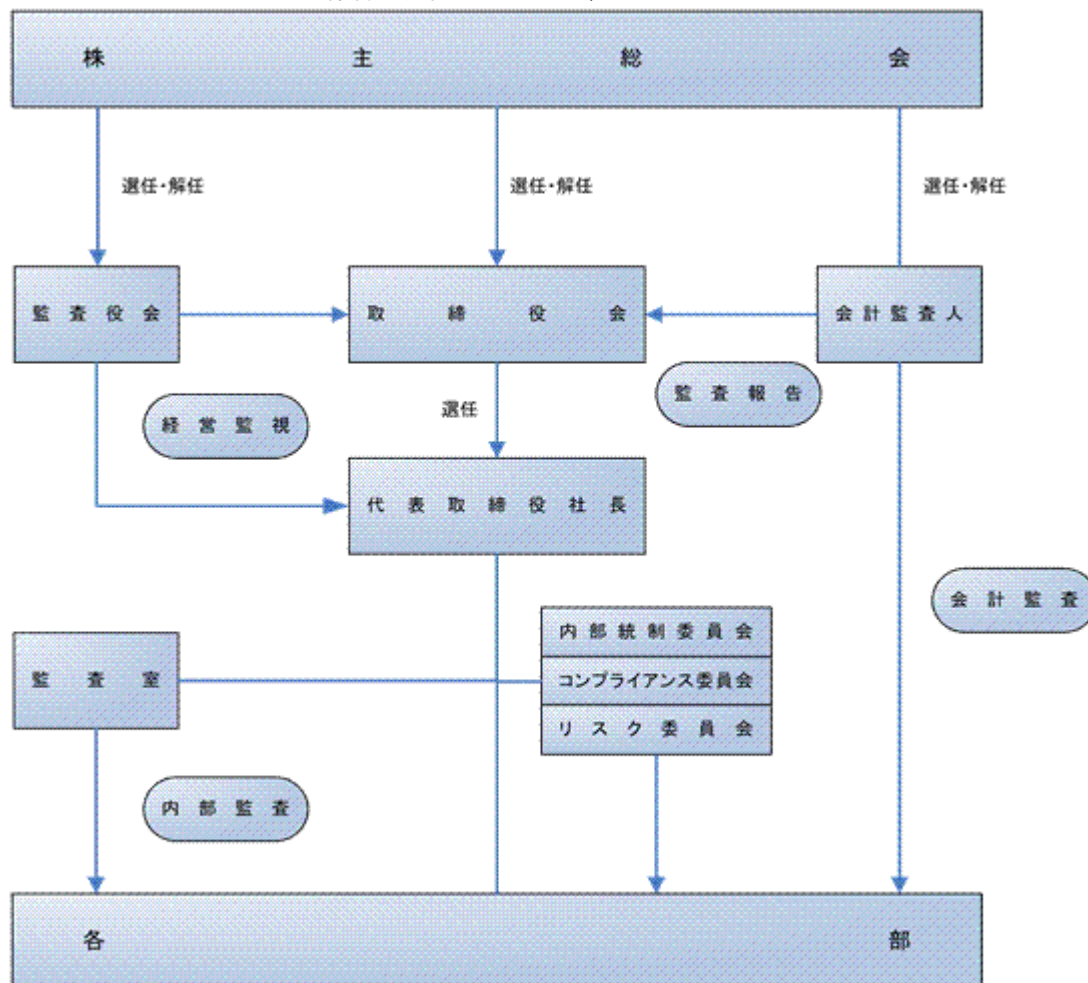 株主総会
選任・解任
選任・解任
選任・解任
監査役会
取締役会
会計監査人
監査報告
経営監視
選任
代表取締役社長
会計監査
内部統制委員会
監査室
コンプライアンス委員会
リスク委員会
内部監査
各部